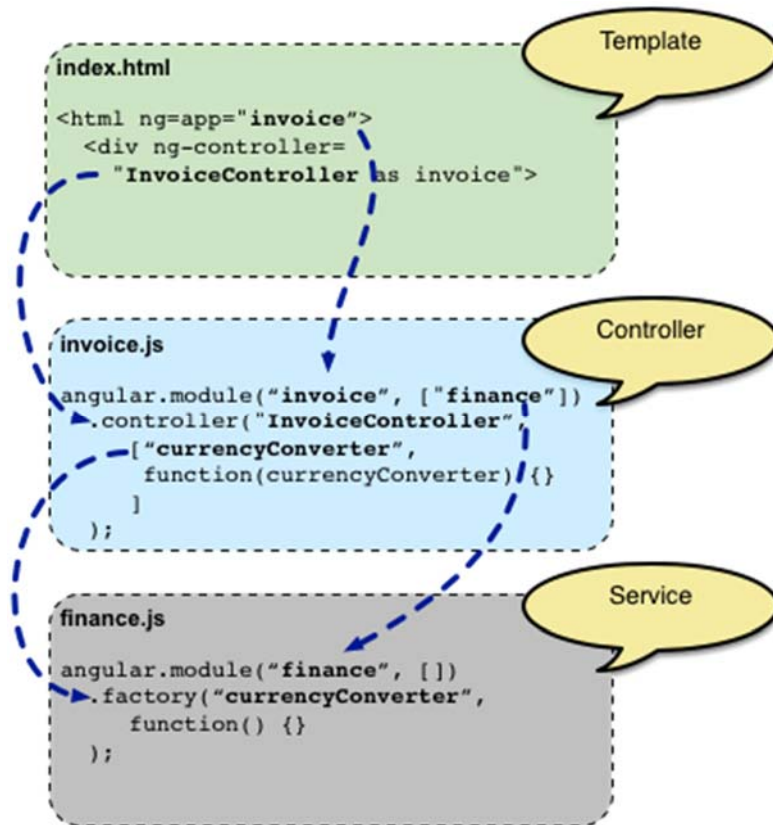 Template
index.html
<html ng=app="invoice”>
<div ng-controller=
"InvoiceController as invoice">
Controller
invoice.js
angular.module(“invoice”, ["finance”])
.controller("InvoiceController”,
[“currencyConverter”,
function(currencyConverter) {}
]
);
Service
finance.js
angular.module(“finance”, [])
.factory(“currencyConverter”,
function() {}
);